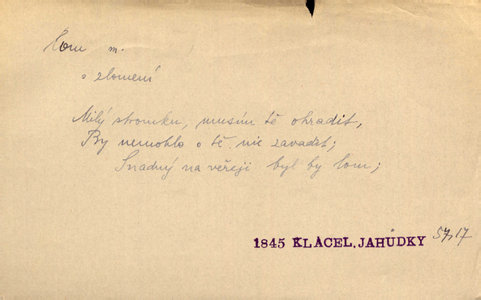 lom m.
o zlomení
Milý stromku, musím tě ohradit,
By nemohlo o tě nic zavadit;
Snadný na veřeji byl by lom;
1845 KLÁCEL, JAHŮDKY 57, 17